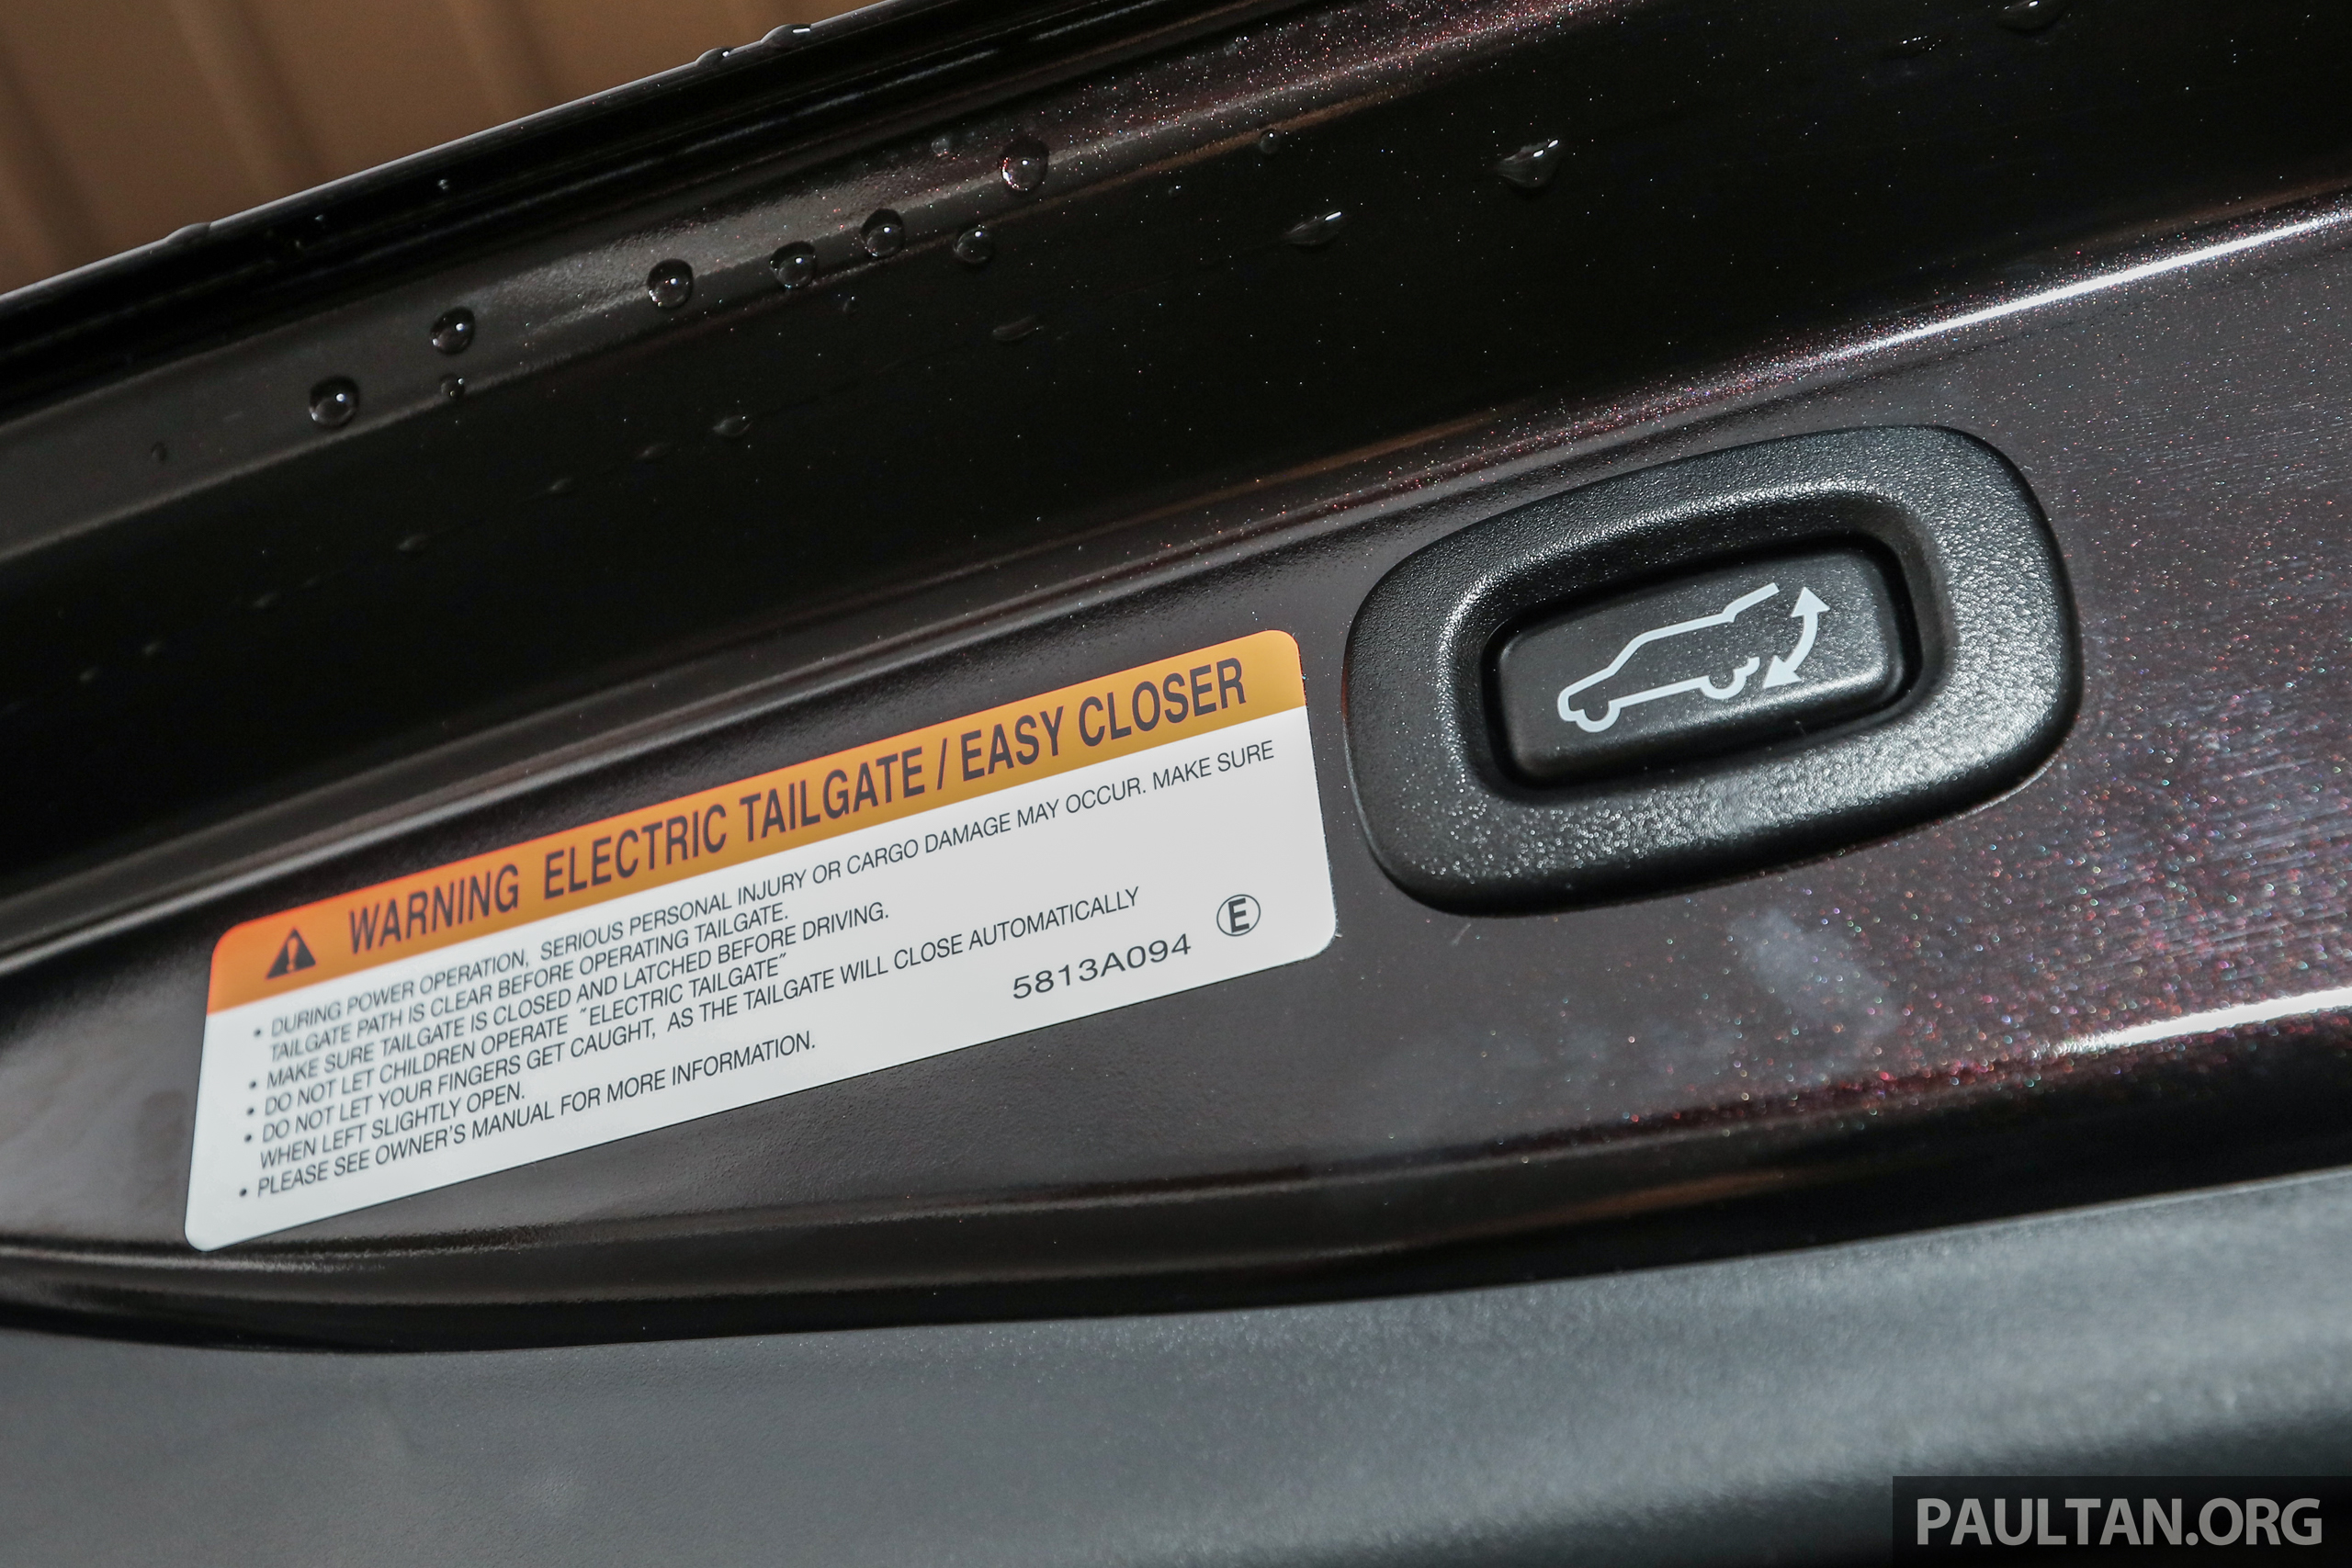 WARNING ELECTRIC TAILGATE / EASY CLOSER
• DURING POWER OPERATION, SERIOUS PERSONAL INJURY OR CARGO DAMAGE MAY OCCUR. MAKE SURE
TAILGATE PATH IS CLEAR BEFORE OPERATING TAILGATE.
• MAKE SURE TAILGATE IS CLOSED AND LATCHED BEFORE DRIVING.
• DO NOT LET CHILDREN OPERATE "ELECTRIC TAILGATE"
• DO NOT LET YOUR FINGERS GET CAUGHT, AS THE TAILGATE WILL CLOSE AUTOMATICALLY
WHEN LEFT SLIGHTLY OPEN.
• PLEASE SEE OWNER'S MANUAL FOR MORE INFORMATION.
5813A094 Ⓔ
PAULTAN.ORG